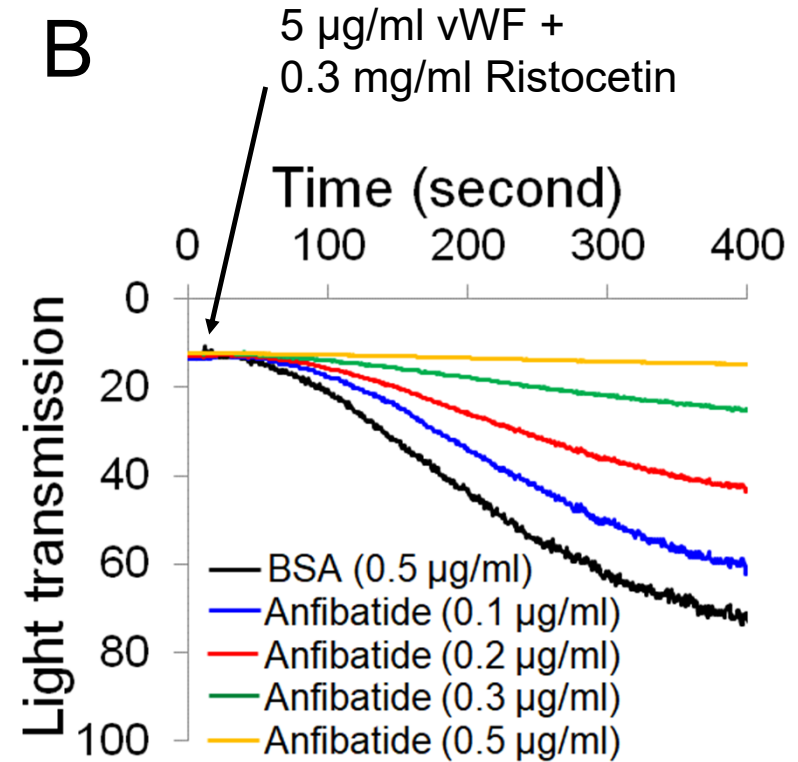 B
5 µg/ml vWF +
0.3 mg/ml Ristocetin
Time (second)
0 100 200 300 400
Light transmission
0
20
40
60
80
100
BSA (0.5 µg/ml)
Anfibatide (0.1 µg/ml)
Anfibatide (0.2 µg/ml)
Anfibatide (0.3 µg/ml)
Anfibatide (0.5 µg/ml)